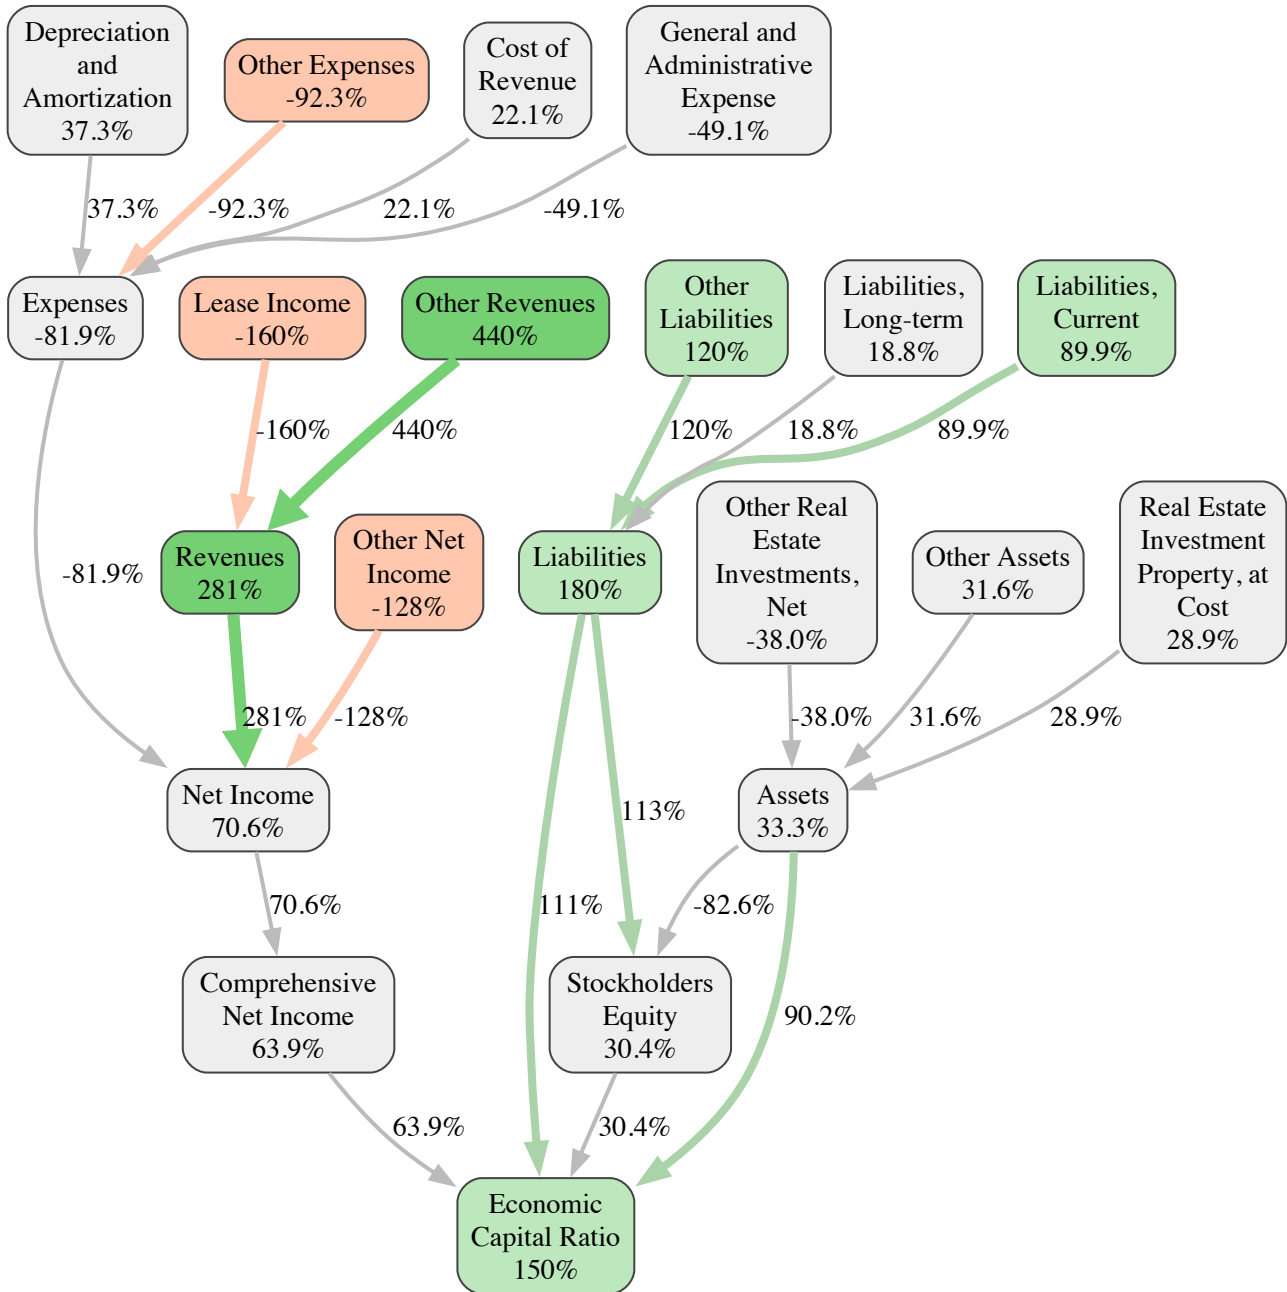 Depreciation
and
Amortization
37.3%
Other Expenses
-92.3%
Cost of
Revenue
22.1%
General and
Administrative
Expense
-49.1%
37.3%
-92.3%
22.1%
-49.1%
Expenses
-81.9%
Lease Income
-160%
Other Revenues
440%
Other
Liabilities
120%
Liabilities,
Long-term
18.8%
Liabilities,
Current
89.9%
-160%
440%
120%
18.8%
89.9%
-81.9%
Revenues
281%
Other Net
Income
-128%
Liabilities
180%
Other Real
Estate
Investments,
Net
-38.0%
Other Assets
31.6%
Real Estate
Investment
Property, at
Cost
28.9%
281%
-128%
-38.0%
31.6%
28.9%
Net Income
70.6%
113%
Assets
33.3%
70.6%
111%
-82.6%
Comprehensive
Net Income
63.9%
Stockholders
Equity
30.4%
90.2%
63.9%
30.4%
Economic
Capital Ratio
150%